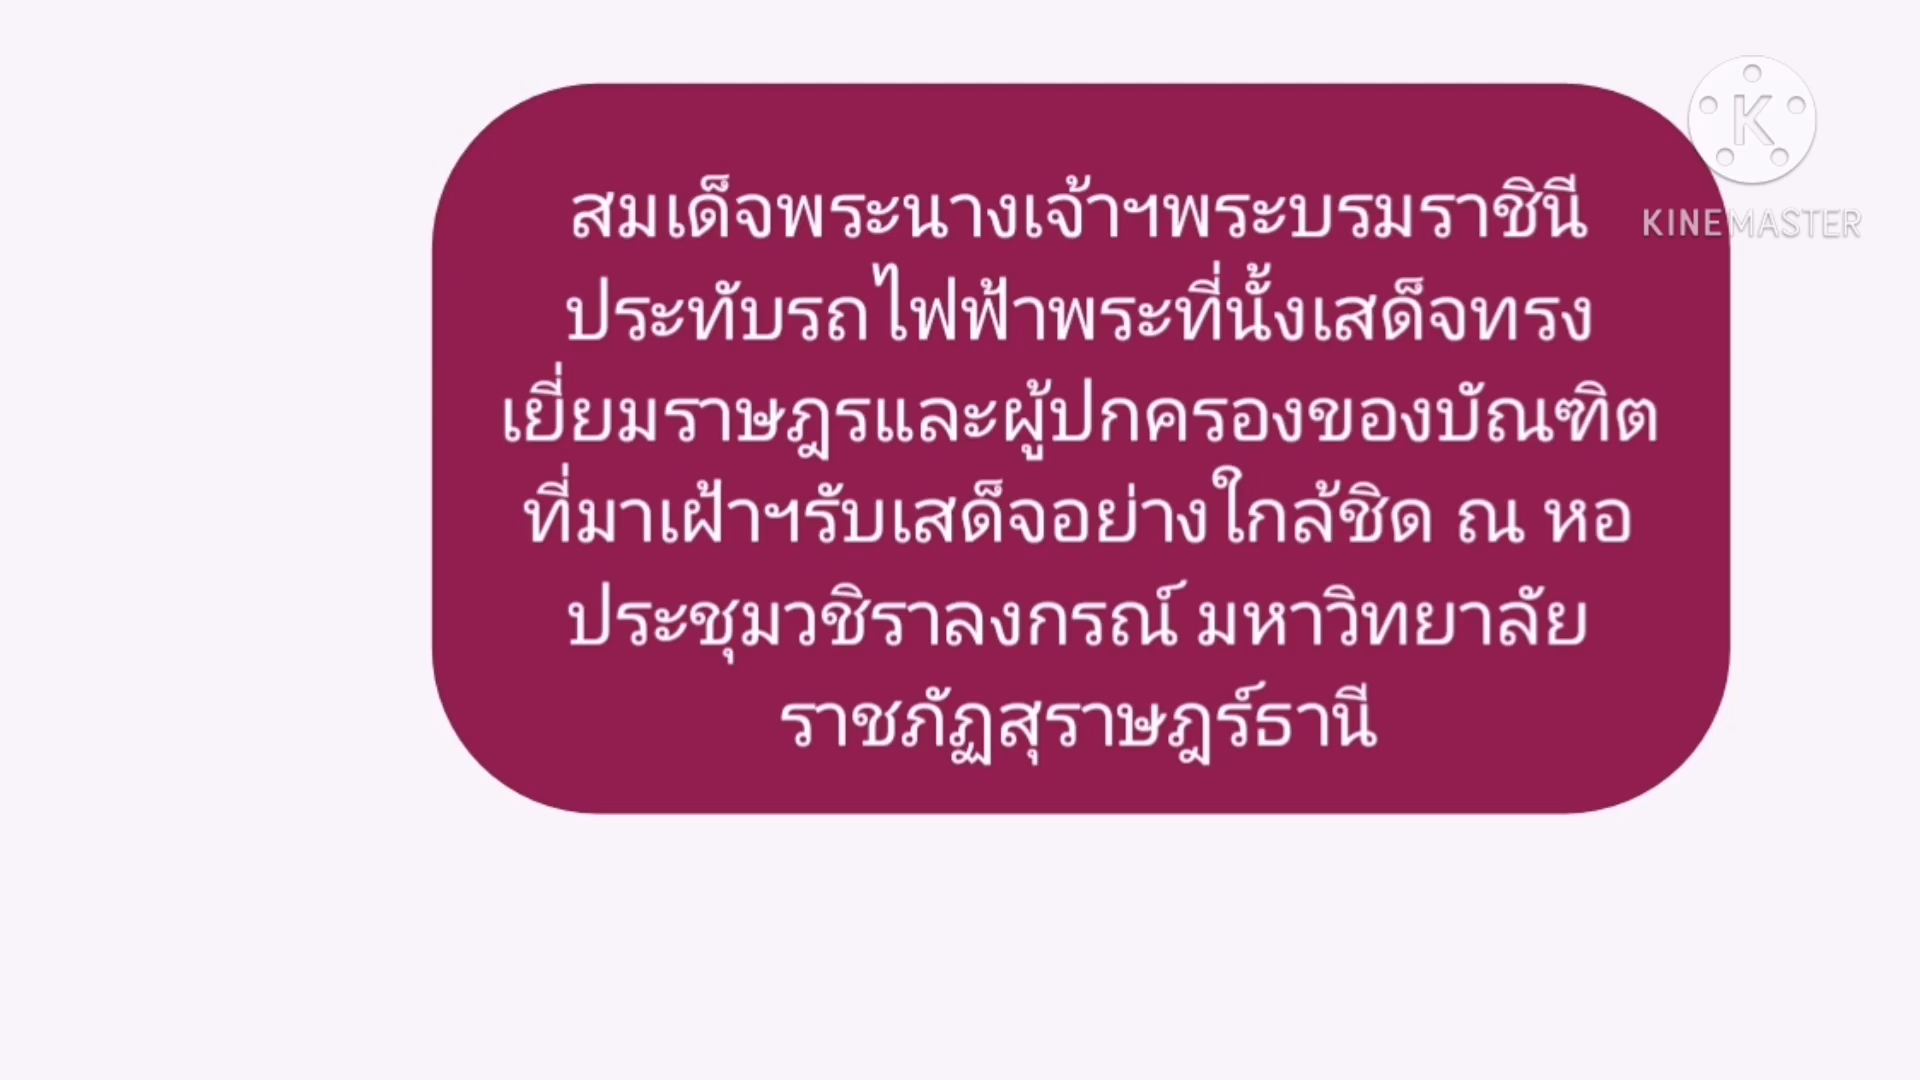 สมเด็จพระนางเจ้าฯพระบรมราชินี
ประทับรถไฟฟ้าพระที่นั้งเสด็จทรง
เยี่ยมราษฎรและผู้ปกครองของบัณฑิต
ที่มาเฝ้าฯรับเสด็จอย่างใกล้ชิด ณ หอ
ประชุมวชิราลงกรณ์ มหาวิทยาลัย
ราชภัฏสุราษฎร์ธานี
K
KINEMASTER